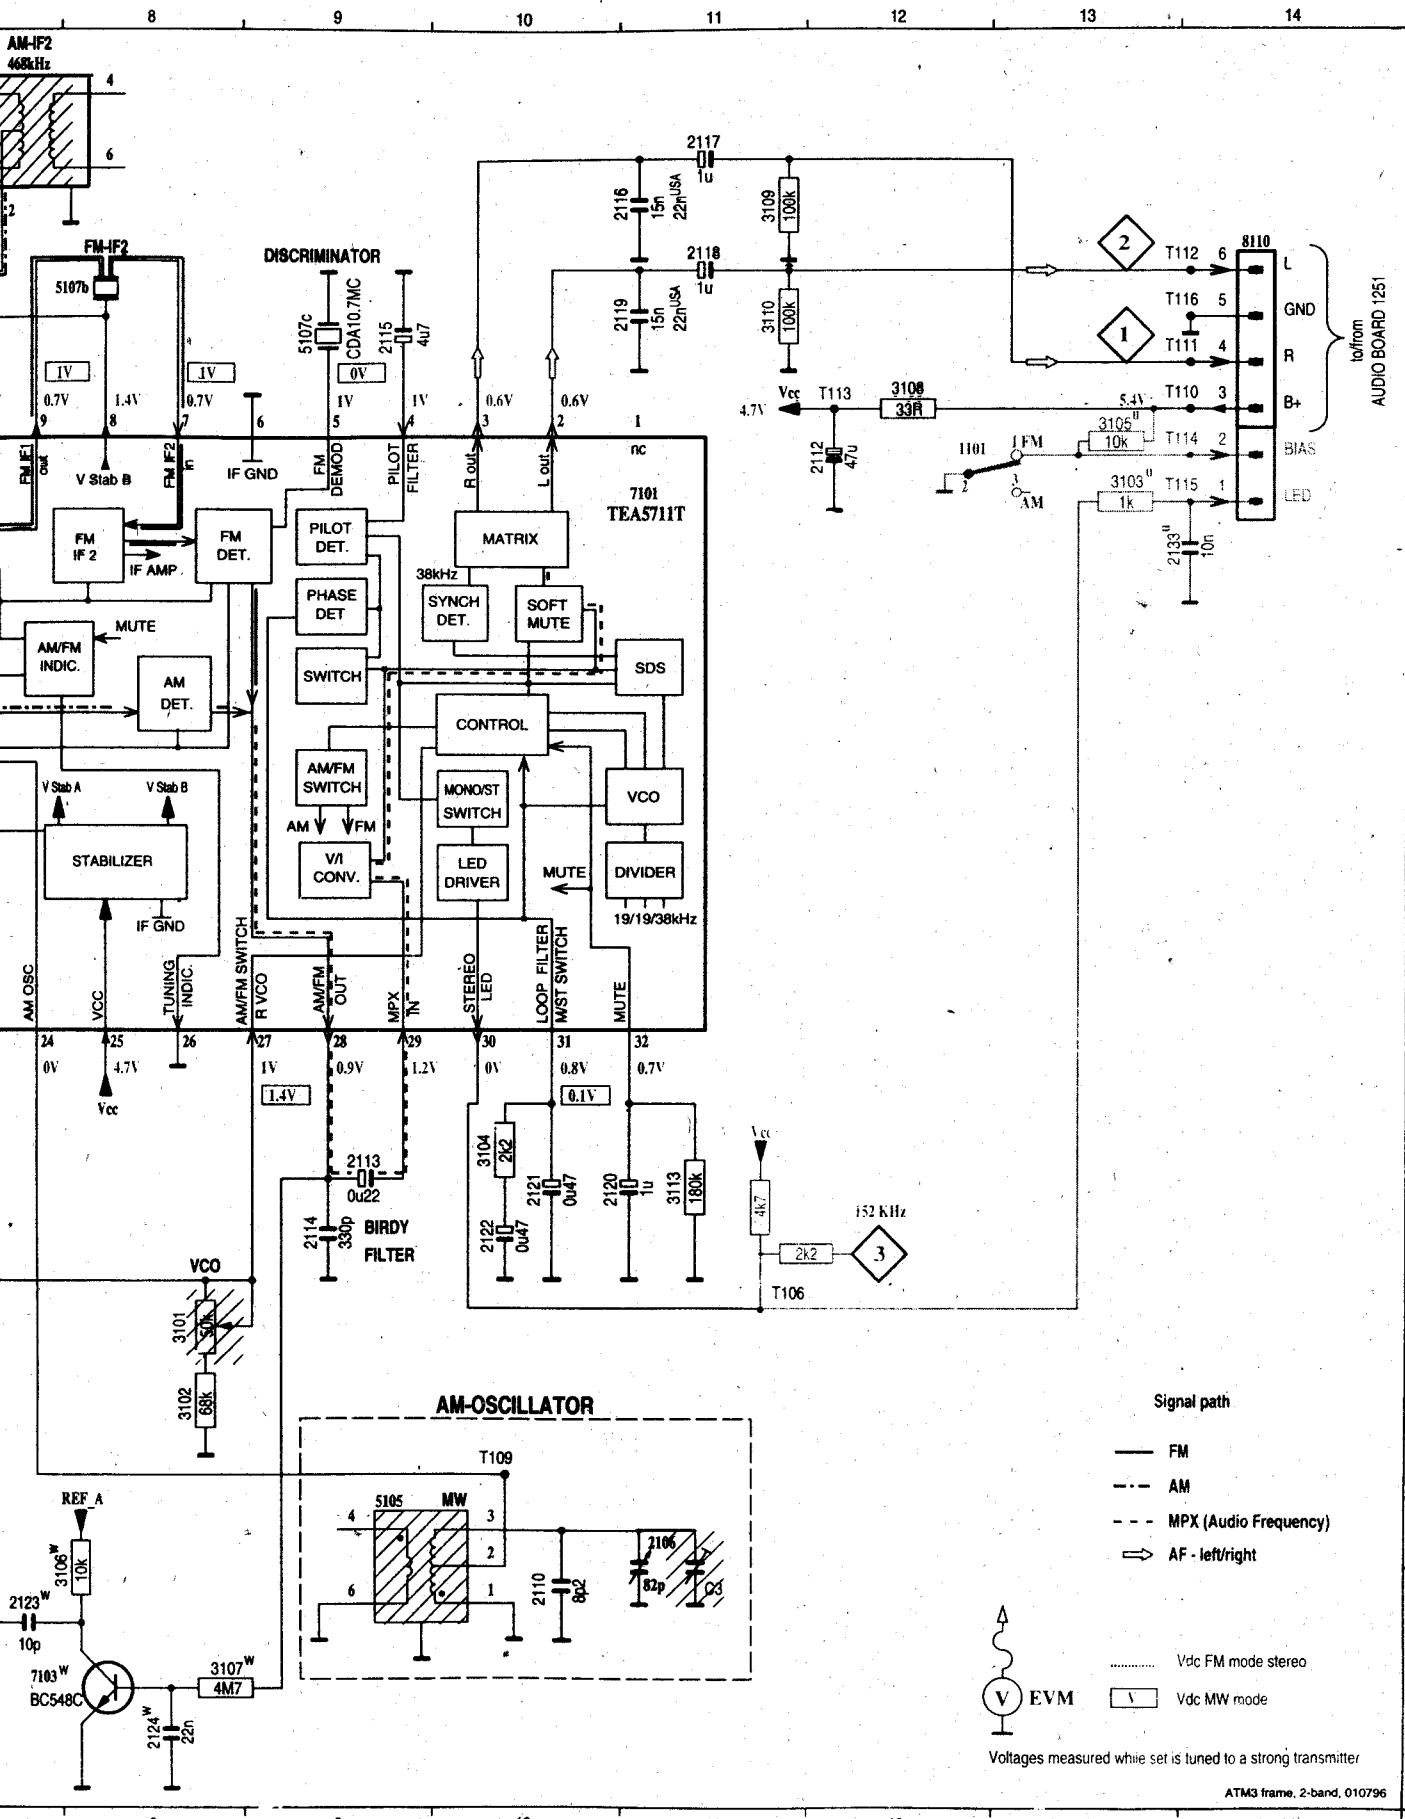 8 9 10 11 12 13 14
AM-IF2
468kHz
4
6
2
FM-IF2
5107b
DISCRIMINATOR
5107c
CDA10.7MC
2115
4u7
2117
1u
2116
15n
22n USA
3109
100k
2118
1u
2119
15n
22n USA
3110
100k
2
1
T112 6
T116 5
T111 4
T110 3
T114 2
T115 1
8110
L
GND
R
B+
BIAS
LED
to/from
AUDIO BOARD 1251
1V
0.7V
1.4V
1V
0.7V
0V
1V
1V
0.6V
0.6V
9 8 7 6 5 4 3 2 1
nc
Vcc
4.7V
T113
3108
33R
5.4V
2112
47u
1101
1 FM
2
3
AM
3105 U
10k
3103 U
1k
2133 U
10n
FM IF1
out
V Stab B
FM IF2
in
IF GND
FM
DEMOD
PILOT
FILTER
R out
L out
7101
TEA5711T
FM
IF 2
IF AMP
FM
DET.
PILOT
DET.
MATRIX
38kHz
PHASE
DET
SYNCH
DET.
SOFT
MUTE
MUTE
AM/FM
INDIC.
AM
DET.
SWITCH
SDS
CONTROL
AM/FM
SWITCH
MONO/ST
SWITCH
VCO
AM
FM
V Stab A
V Stab B
STABILIZER
IF GND
V/I
CONV.
LED
DRIVER
MUTE
DIVIDER
19/19/38kHz
AM OSC
VCC
TUNING
INDIC.
AM/FM SWITCH
R VCO
AM/FM
OUT
MPX
IN
STEREO
LED
LOOP FILTER
M/ST SWITCH
MUTE
24 25 26 27 28 29 30 31 32
0V
4.7V
1V
0.9V
1.2V
0V
0.8V
0.7V
1.4V
0.1V
Vcc
2113
0u22
2114
330p
BIRDY
FILTER
3104
2k2
2122
0u47
2121
0u47
2120
1u
3113
180k
Vcc
4k7
2k2
152 KHz
3
T106
VCO
3101
50k
3102
68k
AM-OSCILLATOR
T109
5105
MW
4
6
3
2
1
2110
8p2
2106
82p
C3
REF_A
3106 W
10k
2123 W
10p
7103 W
BC548C
3107 W
4M7
2124 W
22n
Signal path
FM
AM
MPX (Audio Frequency)
AF - left/right
V
EVM
Vdc FM mode stereo
V
Vdc MW mode
Voltages measured while set is tuned to a strong transmitter
ATM3 frame, 2-band, 010796